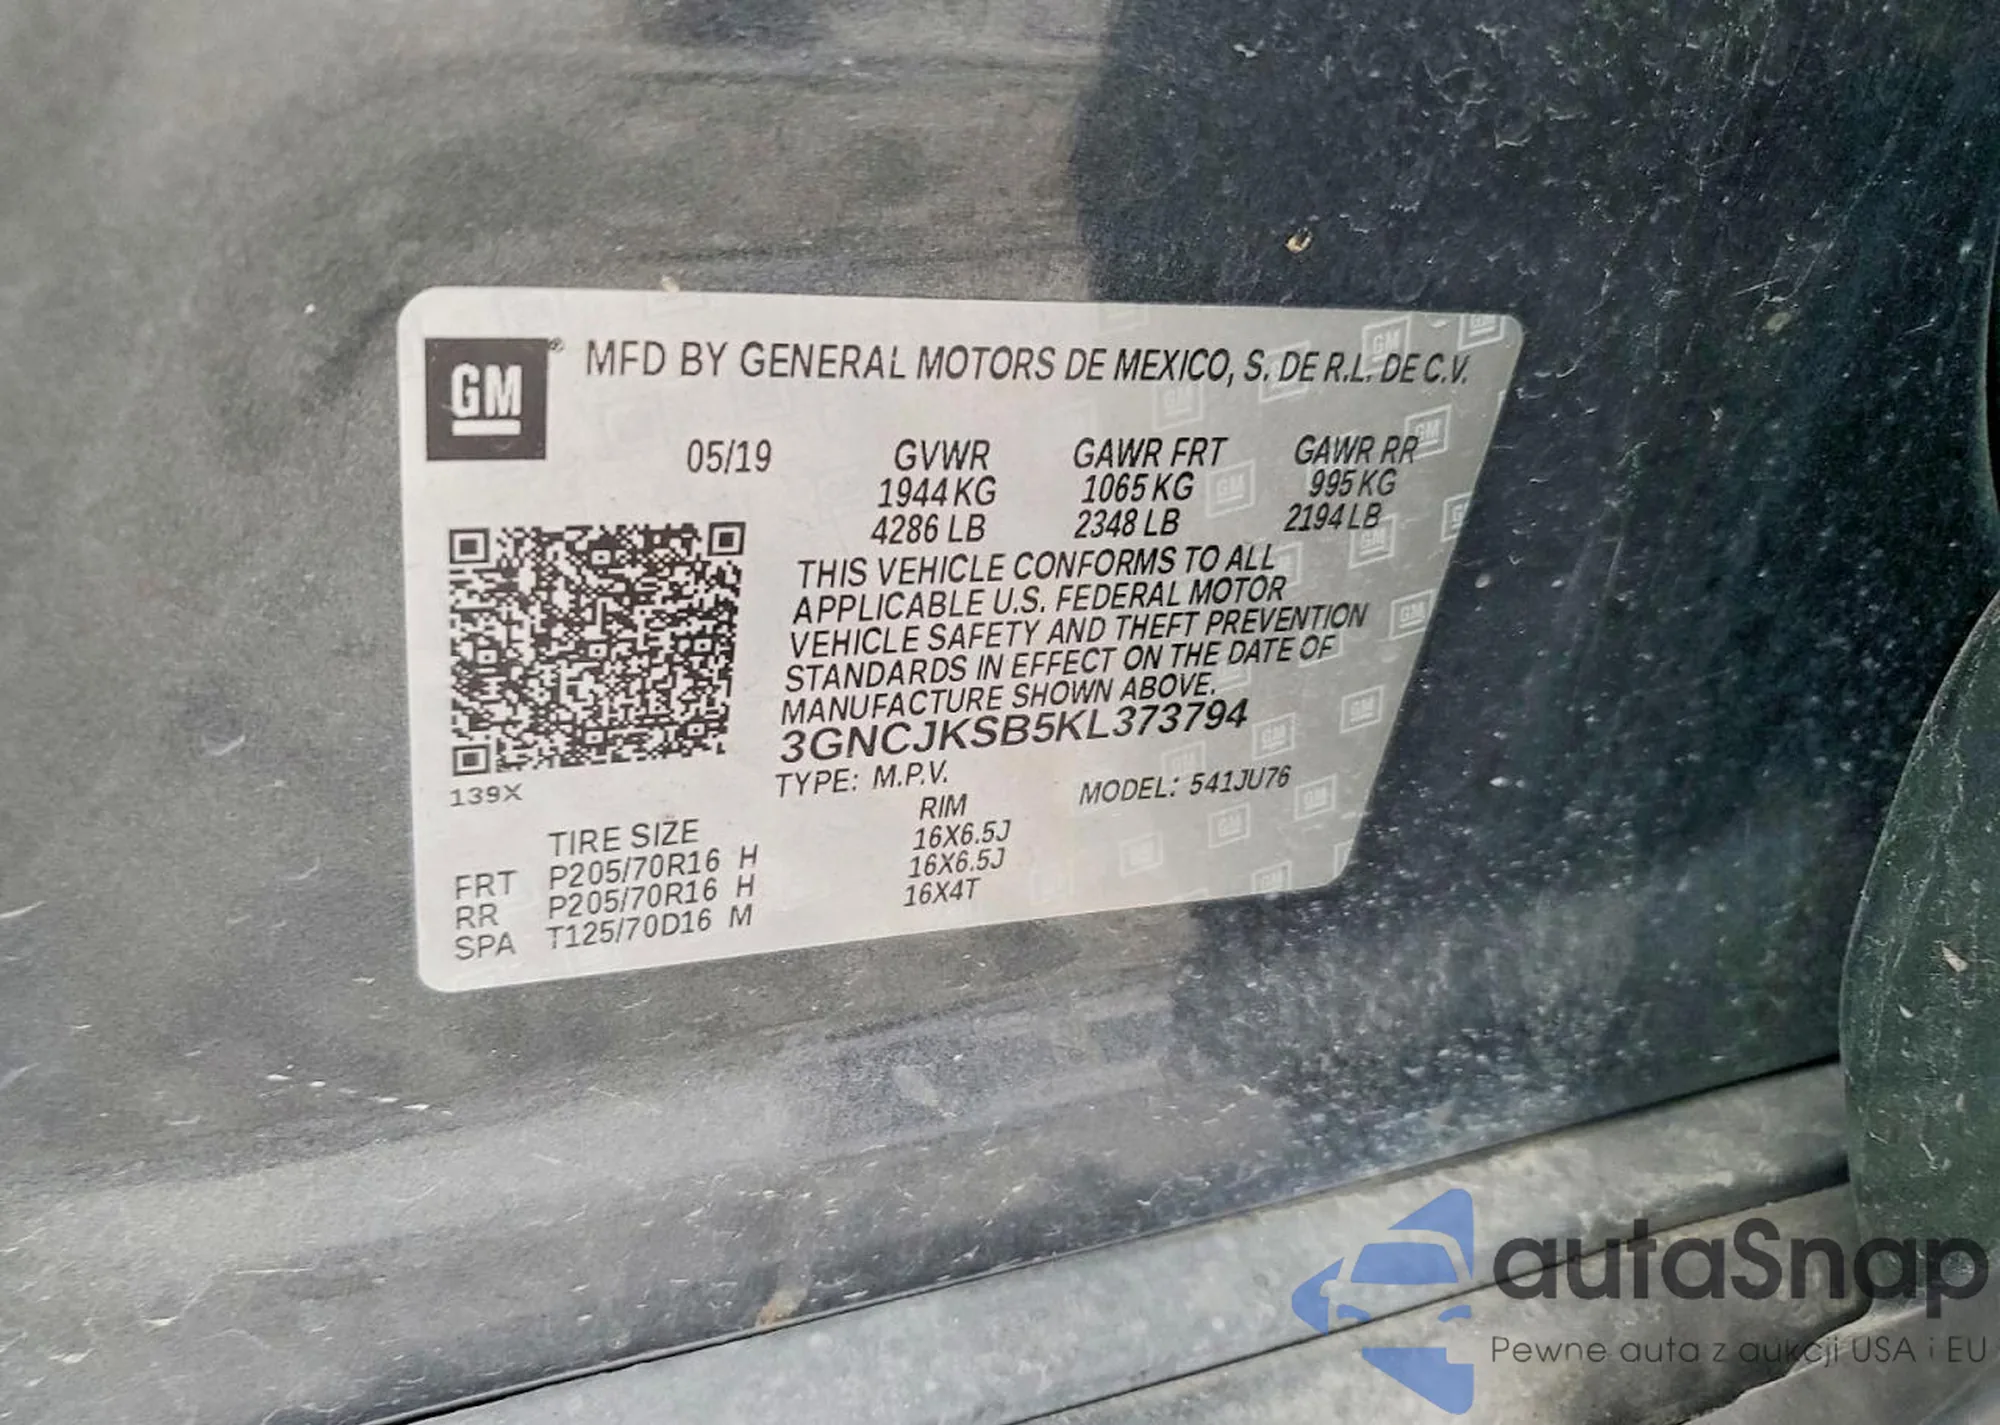 GM® MFD BY GENERAL MOTORS DE MEXICO, S. DE R.L. DE C.V.
05/19 GVWR GAWR FRT GAWR RR
1944 KG 1065 KG 995 KG
4286 LB 2348 LB 2194 LB
THIS VEHICLE CONFORMS TO ALL
APPLICABLE U.S. FEDERAL MOTOR
VEHICLE SAFETY AND THEFT PREVENTION
STANDARDS IN EFFECT ON THE DATE OF
MANUFACTURE SHOWN ABOVE.
3GNCJKSB5KL373794
139X
TYPE: M.P.V. MODEL: 541JU76
TIRE SIZE RIM
FRT P205/70R16 H 16X6.5J
RR P205/70R16 H 16X6.5J
SPA T125/70D16 M 16X4T
autaSnap
Pewne auta z aukcji USA i EU